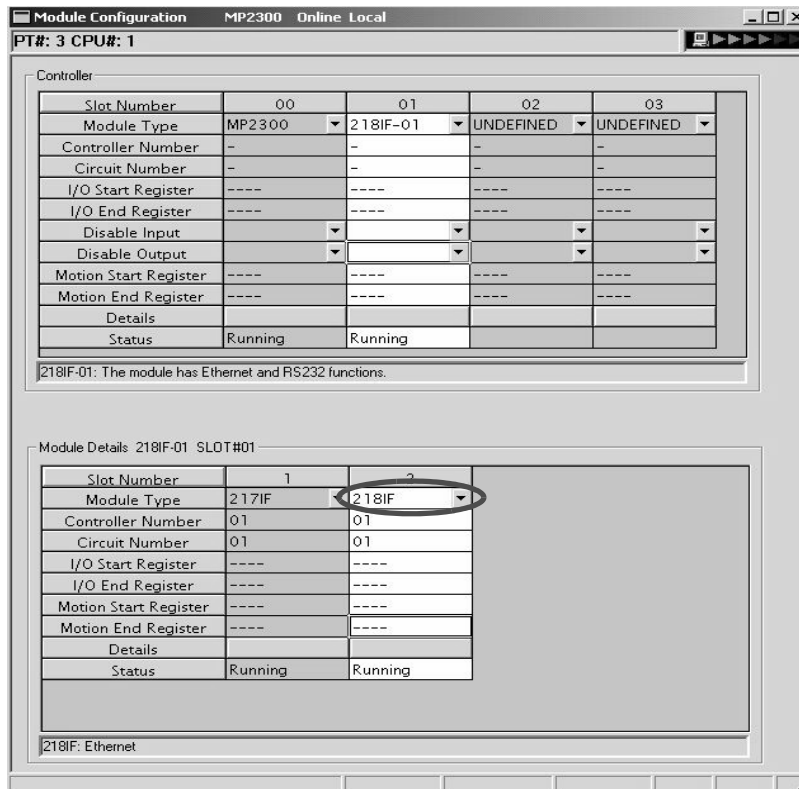 Module Configuration MP2300 Online Local
PT#: 3 CPU#: 1
Controller
Slot Number 00 01 02 03
Module Type MP2300 218IF-01 UNDEFINED UNDEFINED
Controller Number - - - -
Circuit Number - - - -
I/O Start Register ---- ---- ---- ----
I/O End Register ---- ---- ---- ----
Disable Input
Disable Output
Motion Start Register ---- ---- ---- ----
Motion End Register ---- ---- ---- ----
Details
Status Running Running
218IF-01: The module has Ethernet and RS232 functions.
Module Details 218IF-01 SLOT#01
Slot Number 1 2
Module Type 217IF 218IF
Controller Number 01 01
Circuit Number 01 01
I/O Start Register ---- ----
I/O End Register ---- ----
Motion Start Register ---- ----
Motion End Register ---- ----
Details
Status Running Running
218IF: Ethernet